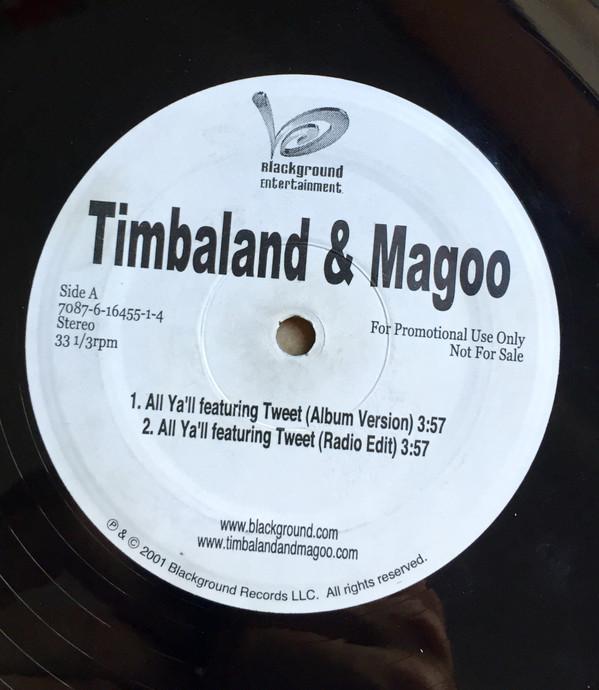 Blackground
Entertainment
Timbaland & Magoo
Side A
7087-6-16455-1-4
Stereo
33 1/3rpm
For Promotional Use Only
Not For Sale
1. All Ya'll featuring Tweet (Album Version) 3:57
2. All Ya'll featuring Tweet (Radio Edit) 3:57
www.blackground.com
www.timbalandandmagoo.com
℗ & © 2001 Blackground Records LLC. All rights reserved.